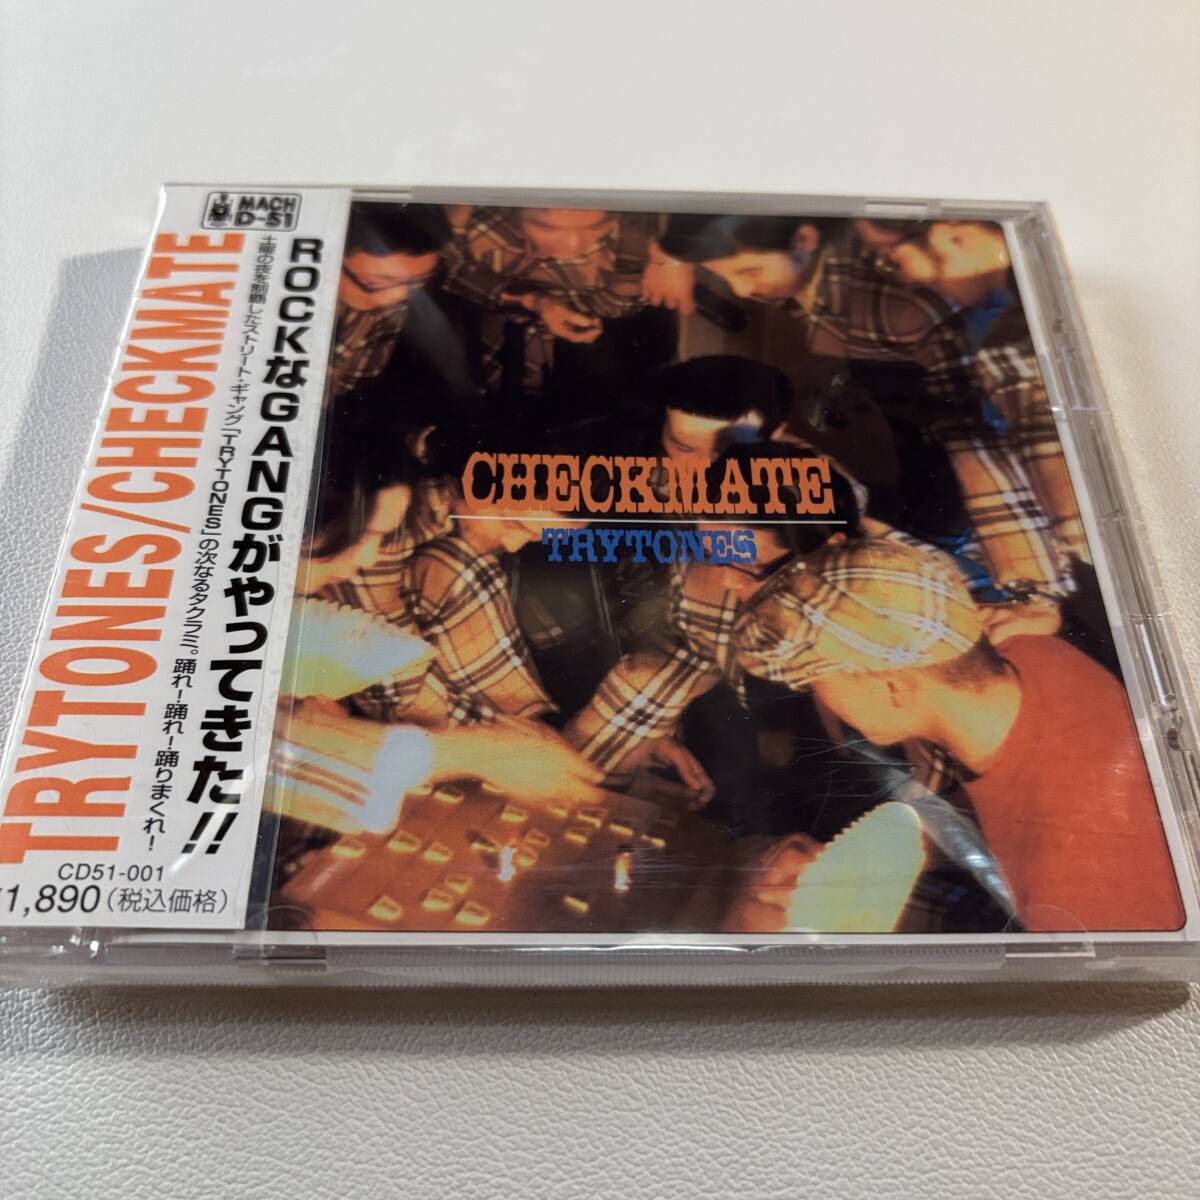 MACH
D-51
TRYTONES/CHECKMATE
ROCKなGANGがやってきた!!
土曜の夜を制覇したストリート・ギャング「TRYTONES」の次なるタクラミ。踊れ!踊れ!踊りまくれ!
CD51-001
¥1,890(税込価格)
CHECKMATE
TRYTONES